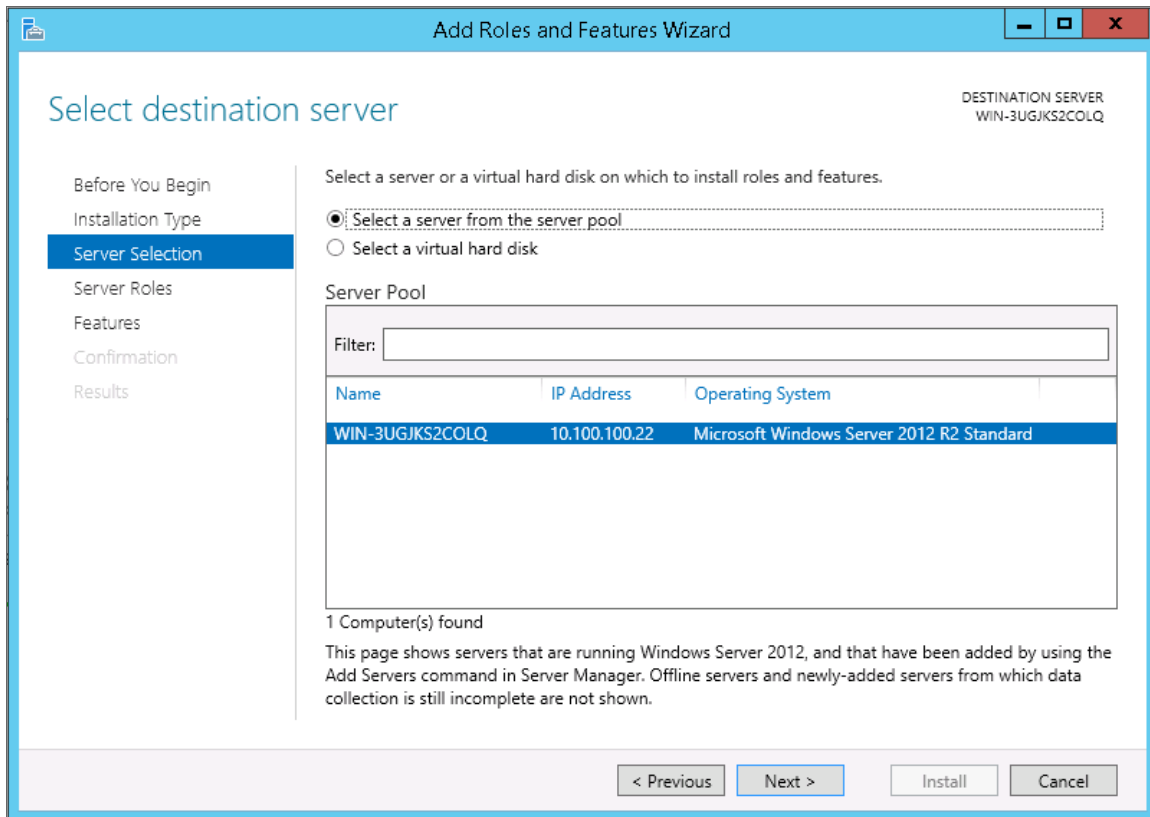 Add Roles and Features Wizard
Select destination server
DESTINATION SERVER
WIN-3UGJKS2COLQ
Before You Begin
Installation Type
Server Selection
Server Roles
Features
Confirmation
Results
Select a server or a virtual hard disk on which to install roles and features.
Select a server from the server pool
Select a virtual hard disk
Server Pool
Filter:
Name IP Address Operating System
WIN-3UGJKS2COLQ 10.100.100.22 Microsoft Windows Server 2012 R2 Standard
1 Computer(s) found
This page shows servers that are running Windows Server 2012, and that have been added by using the
Add Servers command in Server Manager. Offline servers and newly-added servers from which data
collection is still incomplete are not shown.
< Previous Next > Install Cancel